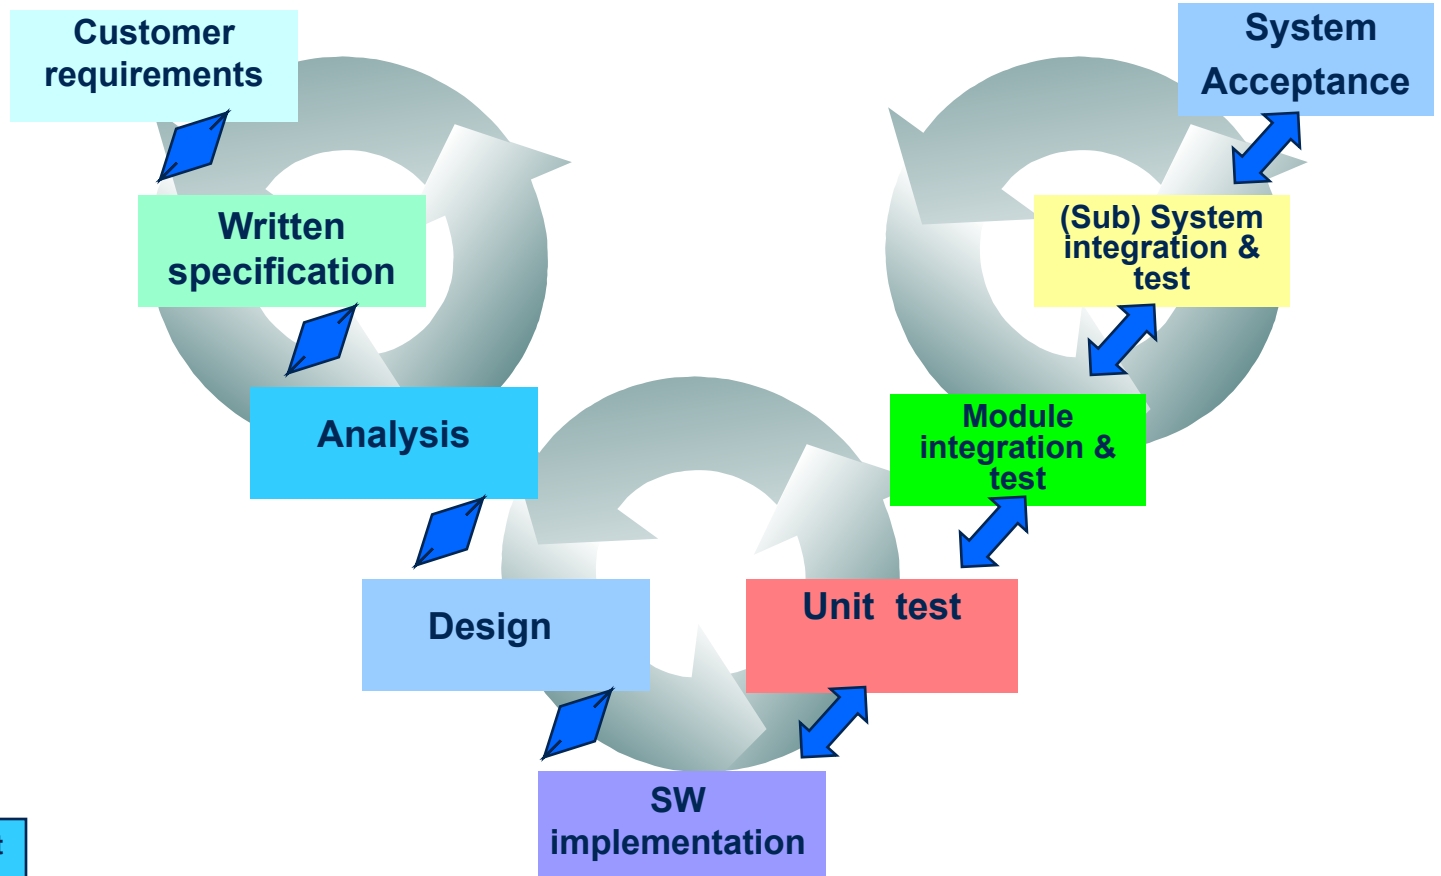 Customer
requirements
System
Acceptance
Written
specification
(Sub) System
integration &
test
Analysis
Module
integration &
test
Design
Unit test
SW
implementation